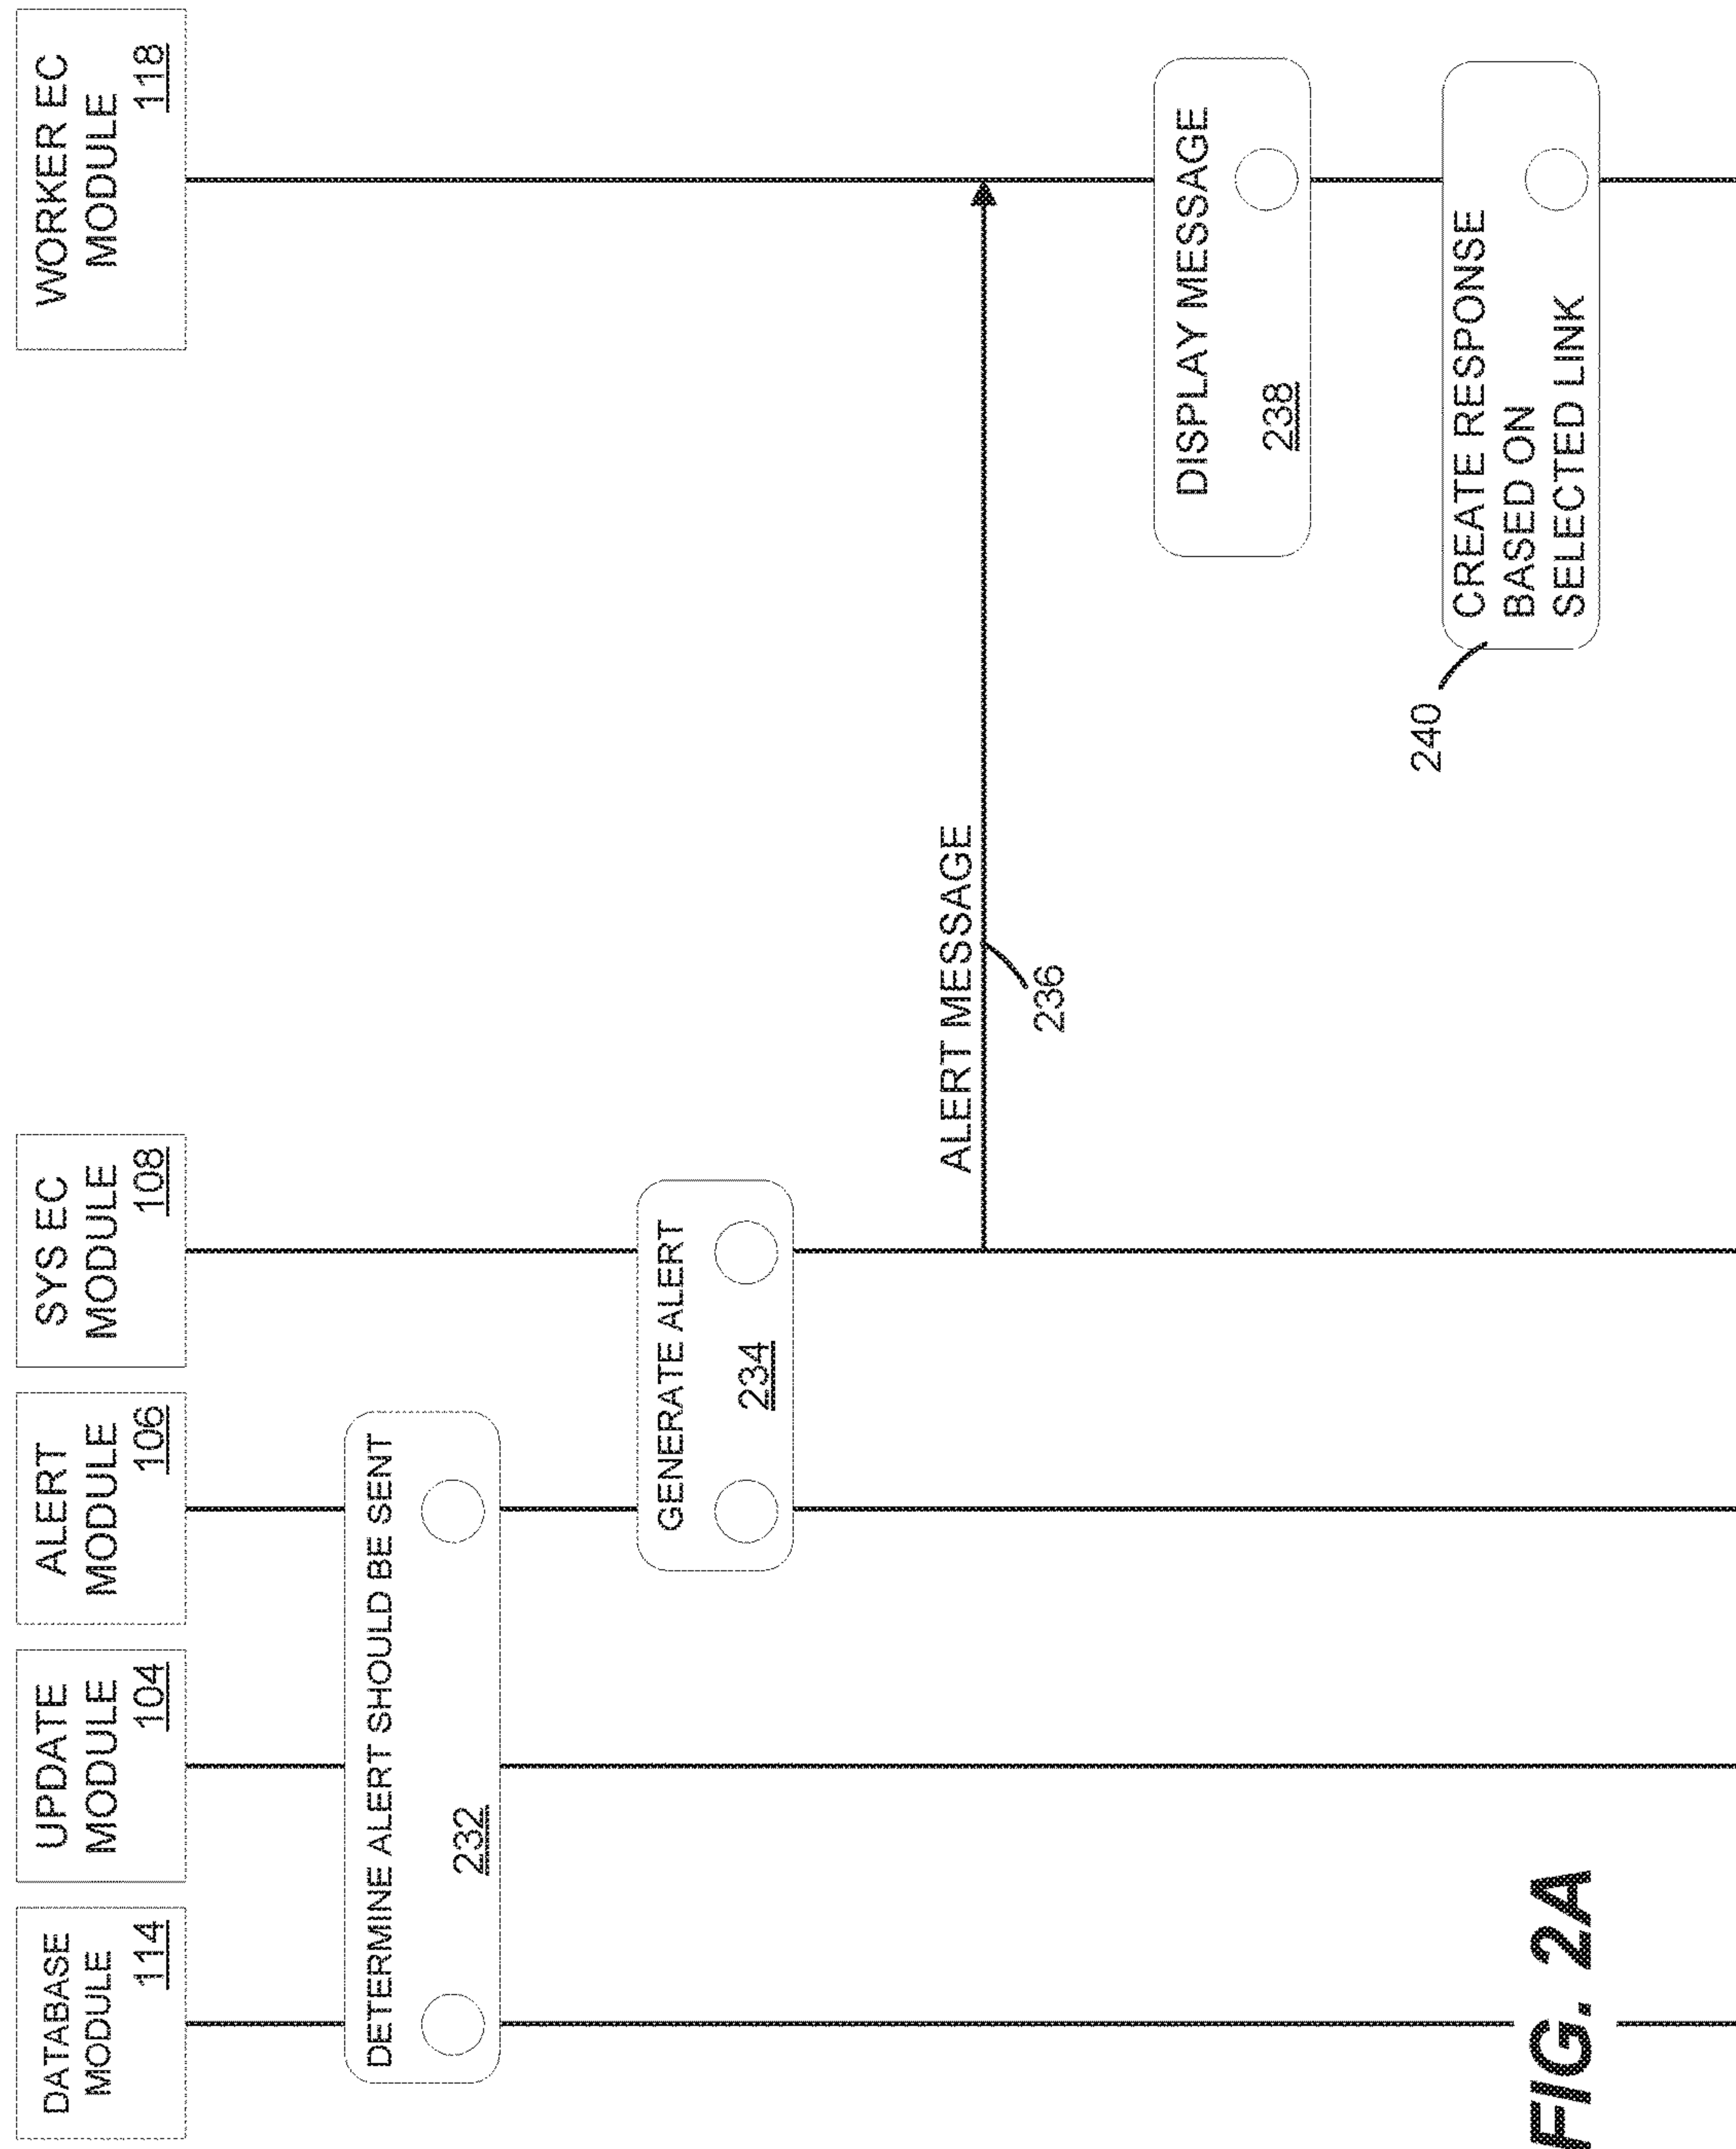 DATABASE
MODULE
114
UPDATE
MODULE
104
ALERT
MODULE
106
SYS EC
MODULE
108
WORKER EC
MODULE
118
DETERMINE ALERT SHOULD BE SENT
232
GENERATE ALERT
234
ALERT MESSAGE
236
DISPLAY MESSAGE
238
240
CREATE RESPONSE
BASED ON
SELECTED LINK
FIG. 2A